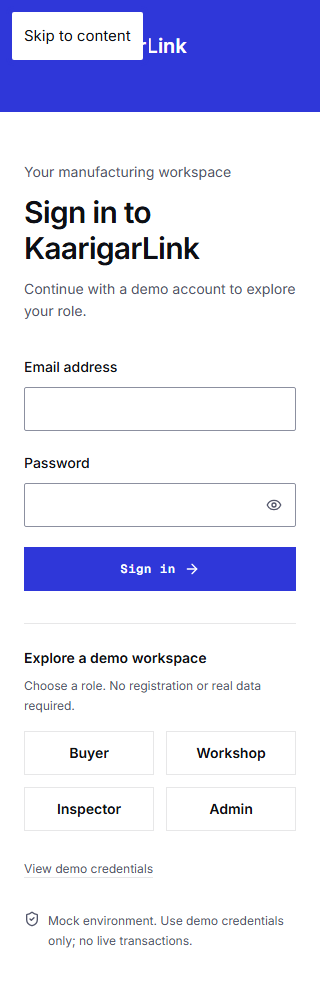 Skip to content
rLink
Your manufacturing workspace
Sign in to
KaarigarLink
Continue with a demo account to explore
your role.
Email address
Password
Sign in
Explore a demo workspace
Choose a role. No registration or real data
required.
Buyer
Workshop
Inspector
Admin
View demo credentials
Mock environment. Use demo credentials
only; no live transactions.